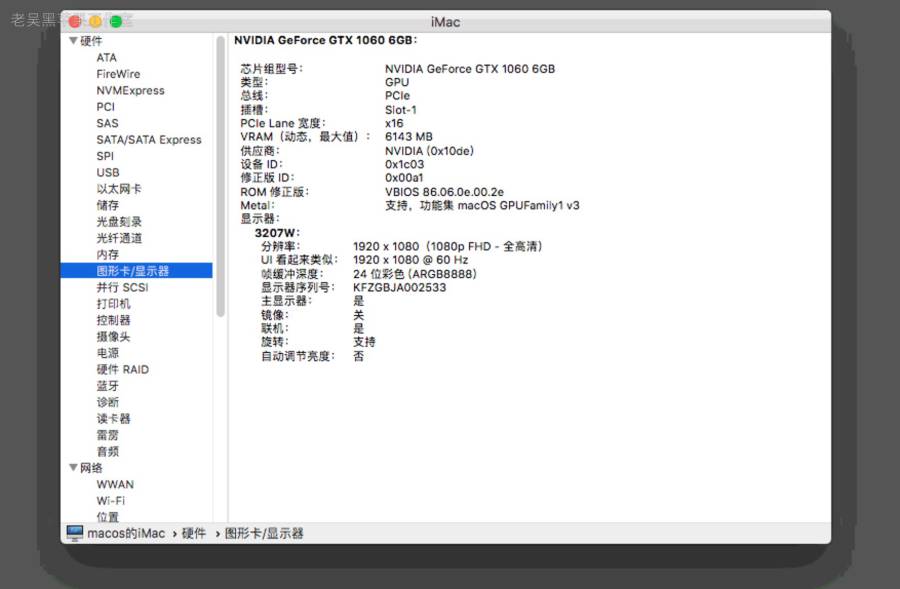 老吴黑
iMac
硬件
ATA
FireWire
NVMExpress
PCI
SAS
SATA/SATA Express
SPI
USB
以太网卡
储存
光盘刻录
光纤通道
内存
图形卡/显示器
并行 SCSI
打印机
控制器
摄像头
电源
硬件 RAID
蓝牙
诊断
读卡器
雷雳
音频
网络
WWAN
Wi-Fi
位置
NVIDIA GeForce GTX 1060 6GB:
芯片组型号: NVIDIA GeForce GTX 1060 6GB
类型: GPU
总线: PCIe
插槽: Slot-1
PCIe Lane 宽度: x16
VRAM（动态，最大值）: 6143 MB
供应商: NVIDIA (0x10de)
设备 ID: 0x1c03
修正版 ID: 0x00a1
ROM 修正版: VBIOS 86.06.0e.00.2e
Metal: 支持，功能集 macOS GPUFamily1 v3
显示器:
3207W:
分辨率: 1920 x 1080（1080p FHD - 全高清）
UI 看起来类似: 1920 x 1080 @ 60 Hz
帧缓冲深度: 24 位彩色 (ARGB8888)
显示器序列号: KFZGBJA002533
主显示器: 是
镜像: 关
联机: 是
旋转: 支持
自动调节亮度: 否
macos的iMac › 硬件 › 图形卡/显示器